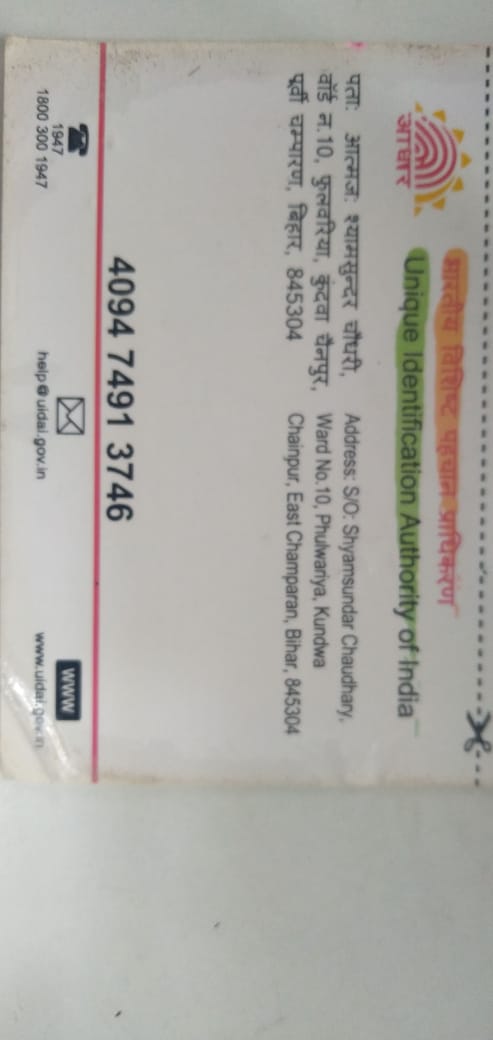 आधार
भारतीय विशिष्ट पहचान प्राधिकरण
Unique Identification Authority of India
पता: आत्मज: श्यामसुन्दर चौधरी,
वॉर्ड न.10, फुलवरिया, कुंदवा चैनपुर,
पूर्वी चम्पारण, बिहार, 845304
Address: S/O: Shyamsundar Chaudhary,
Ward No.10, Phulwariya, Kundwa
Chainpur, East Champaran, Bihar, 845304
4094 7491 3746
1947
1800 300 1947
help@uidai.gov.in
WWW
www.uidai.gov.in